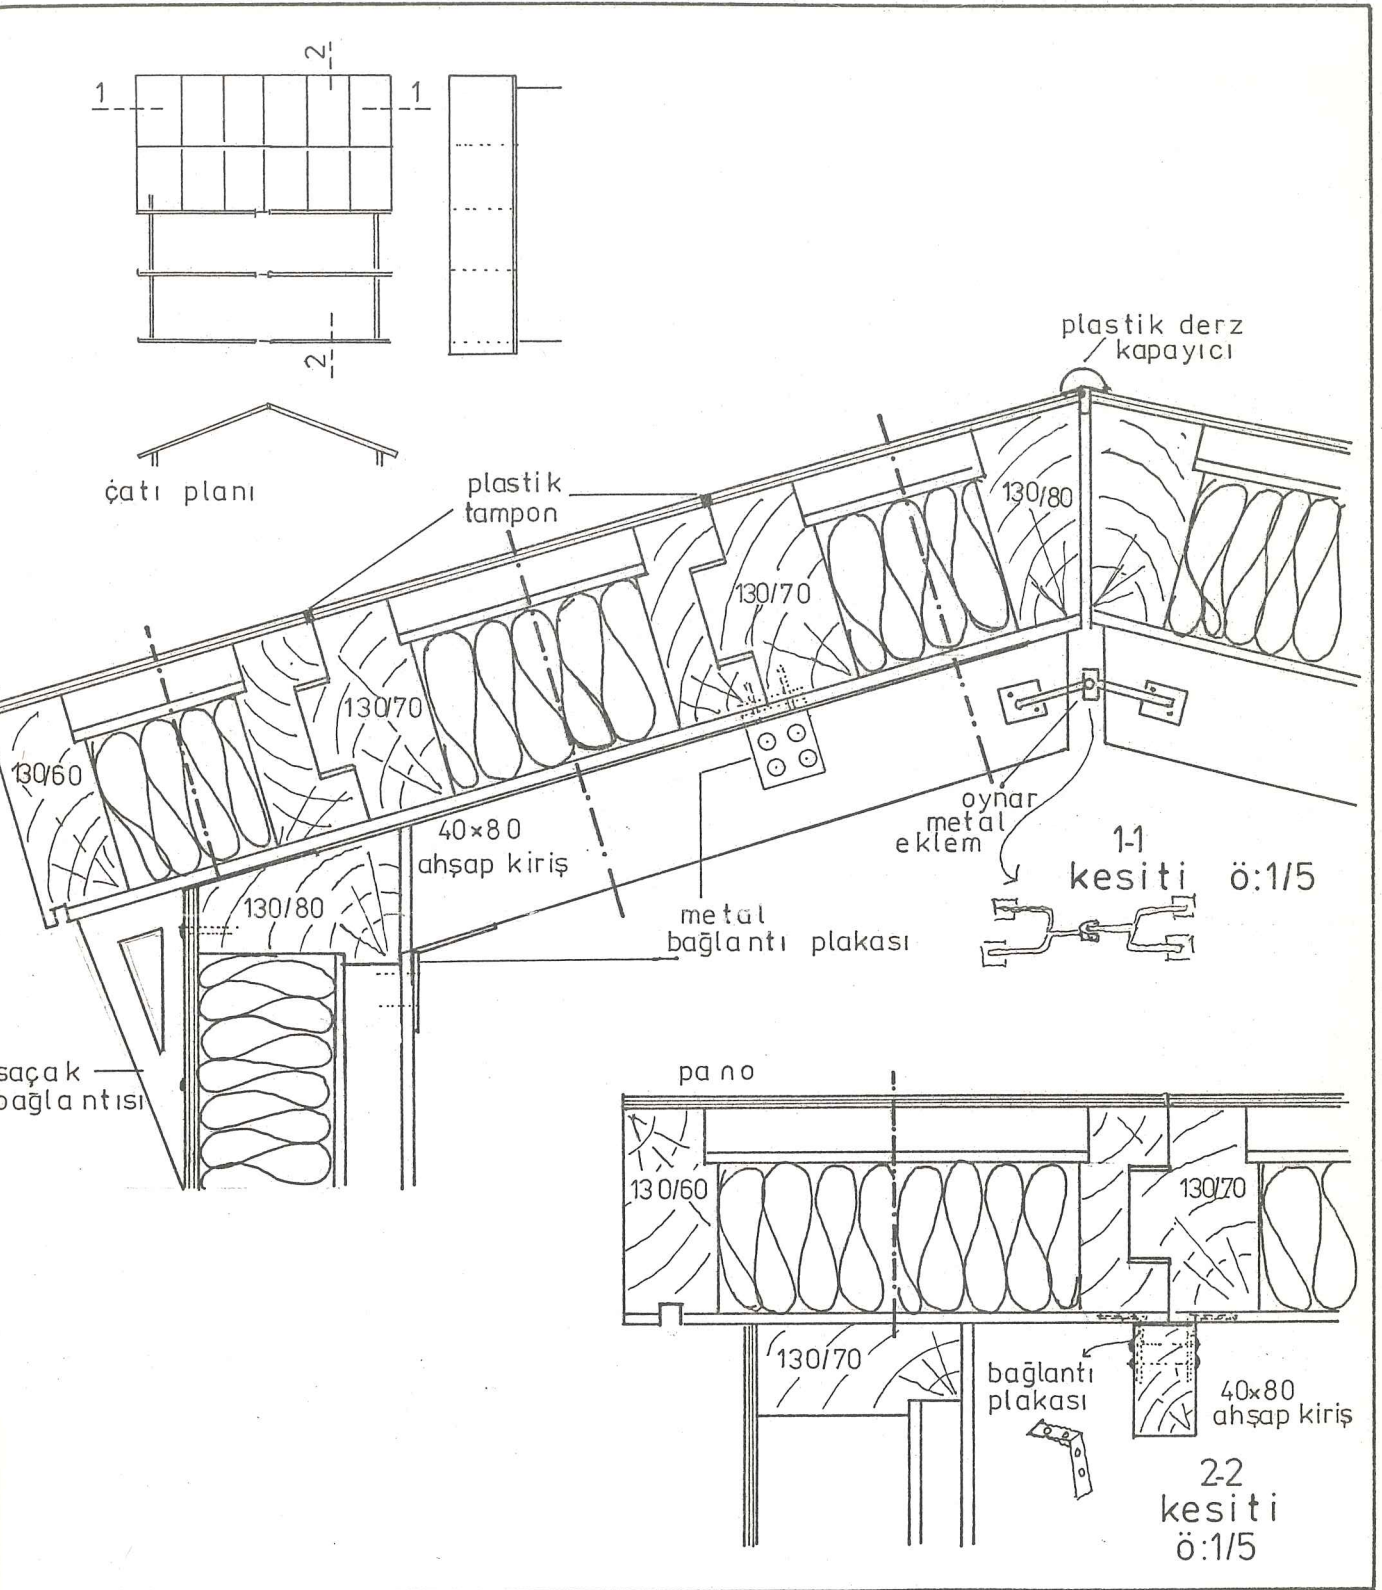 2
1
1
2
çatı planı
plastik derz
kapayıcı
plastik
tampon
130/80
130/70
130/70
130/60
40×80
ahşap kiriş
130/80
oynar
metal
eklem
1-1
kesiti ö:1/5
metal
bağlantı plakası
saçak
bağlantısı
pano
130/60
130/70
130/70
bağlantı
plakası
40×80
ahşap kiriş
2-2
kesiti
ö:1/5